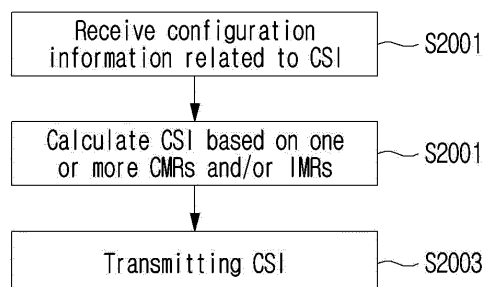 Receive configuration
information related to CSI
S2001
Calculate CSI based on one
or more CMRs and/or IMRs
S2001
Transmitting CSI
S2003